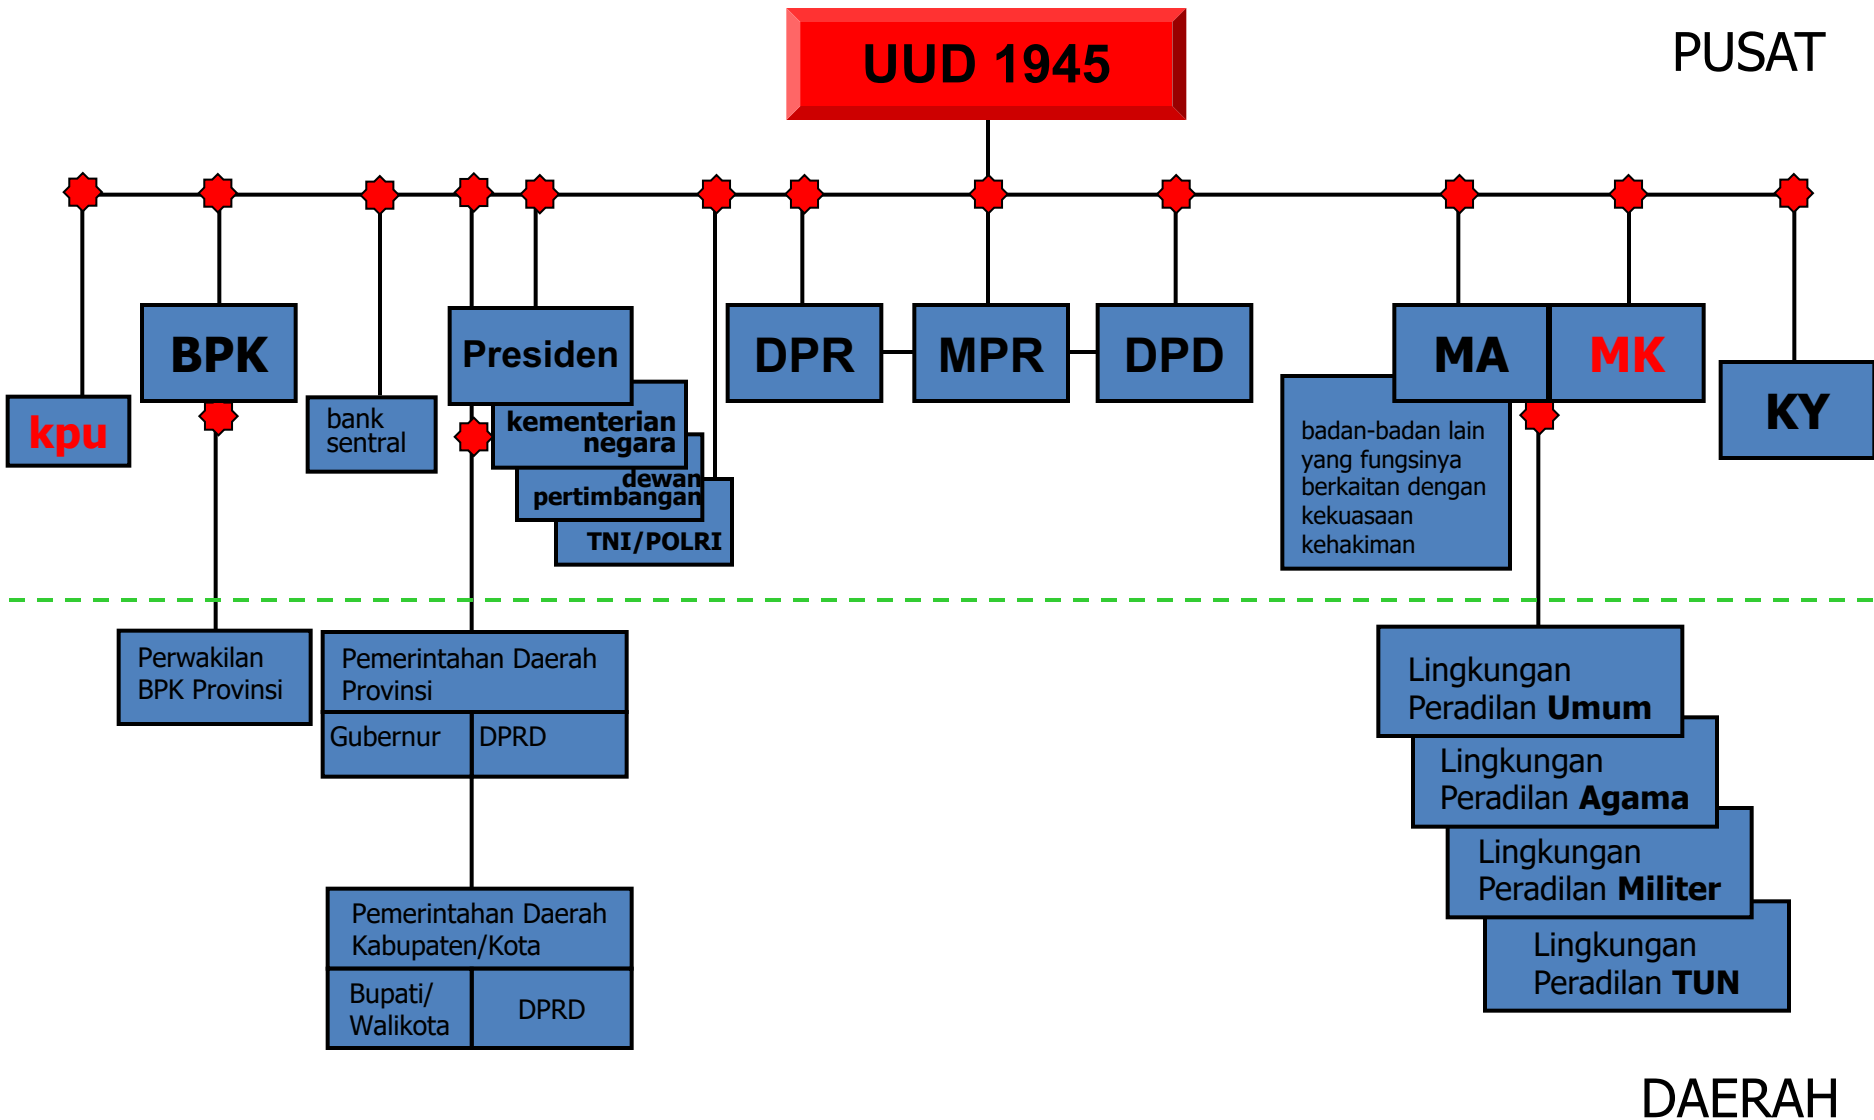 UUD 1945
PUSAT
kpu
BPK
bank
sentral
Presiden
kementerian
negara
dewan
pertimbangan
TNI/POLRI
DPR
MPR
DPD
MA
MK
KY
badan-badan lain
yang fungsinya
berkaitan dengan
kekuasaan
kehakiman
Perwakilan
BPK Provinsi
Pemerintahan Daerah
Provinsi
Gubernur
DPRD
Pemerintahan Daerah
Kabupaten/Kota
Bupati/
Walikota
DPRD
Lingkungan
Peradilan Umum
Lingkungan
Peradilan Agama
Lingkungan
Peradilan Militer
Lingkungan
Peradilan TUN
DAERAH